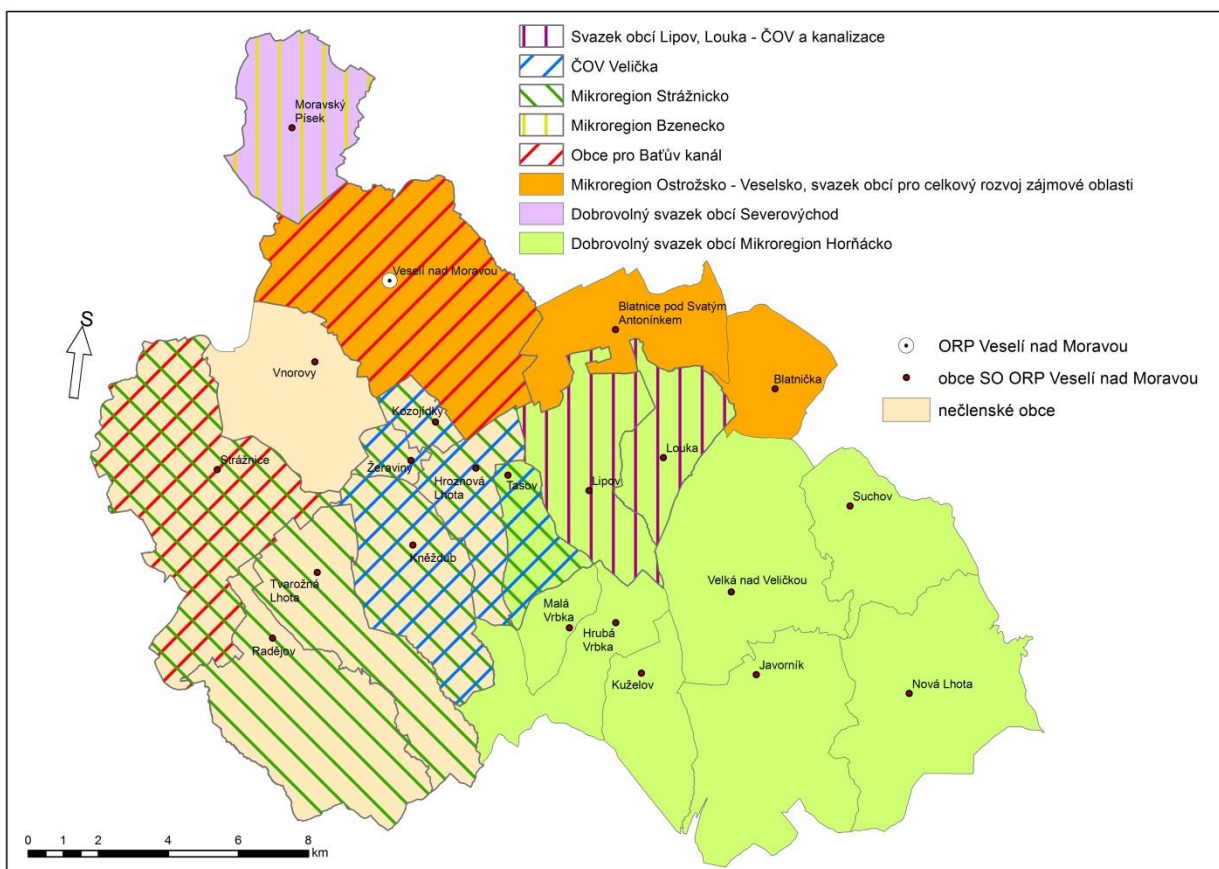 Svazek obcí Lipov, Louka - ČOV a kanalizace
ČOV Velička
Mikroregion Strážnicko
Mikroregion Bzenecko
Obce pro Baťův kanál
Mikroregion Ostrožsko - Veselsko, svazek obcí pro celkový rozvoj zájmové oblasti
Dobrovolný svazek obcí Severovýchod
Dobrovolný svazek obcí Mikroregion Horňácko
Moravský
Písek
Veselí nad Moravou
S
Blatnice pod Svatým
Antonínkem
ORP Veselí nad Moravou
obce SO ORP Veselí nad Moravou
nečlenské obce
Vnorovy
Blatnička
Kozojídky
Strážnice
Žeraviny
Hroznová
Lhota
Tasov
Lipov
Louka
Suchov
Kněždub
Tvarožná
Lhota
Velká nad Veličkou
Malá
Vrbka
Hrubá
Vrbka
Radějov
Kuželov
Javorník
Nová Lhota
0 1 2 4 6 8
km